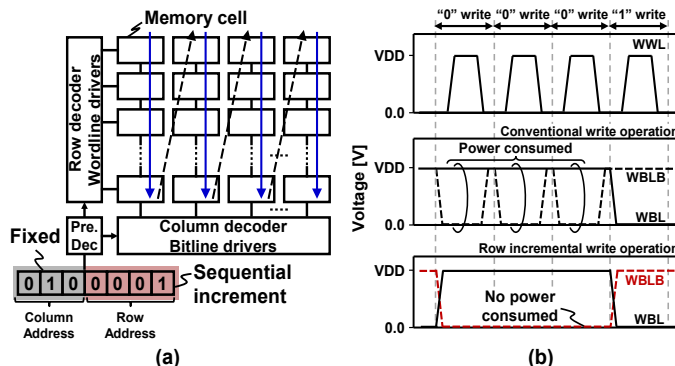 Memory cell
Row decoder
Wordline drivers
Pre.
Dec
Column decoder
Bitline drivers
Fixed
0 1 0 0 0 0 1
Sequential
increment
Column
Address
Row
Address
(a)
“0” write “0” write “0” write “1” write
Voltage [V]
VDD
WWL
0.0
Conventional write operation
Power consumed
VDD
WBLB
WBL
0.0
Row incremental write operation
VDD
WBLB
No power
consumed
WBL
0.0
(b)